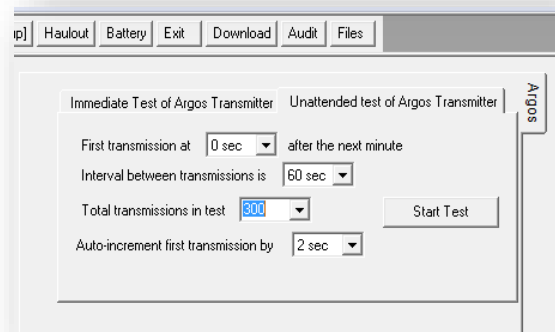 up] Haulout Battery Exit Download Audit Files
Immediate Test of Argos Transmitter Unattended test of Argos Transmitter
Argos
First transmission at 0 sec after the next minute
Interval between transmissions is 60 sec
Total transmissions in test 300 Start Test
Auto-increment first transmission by 2 sec